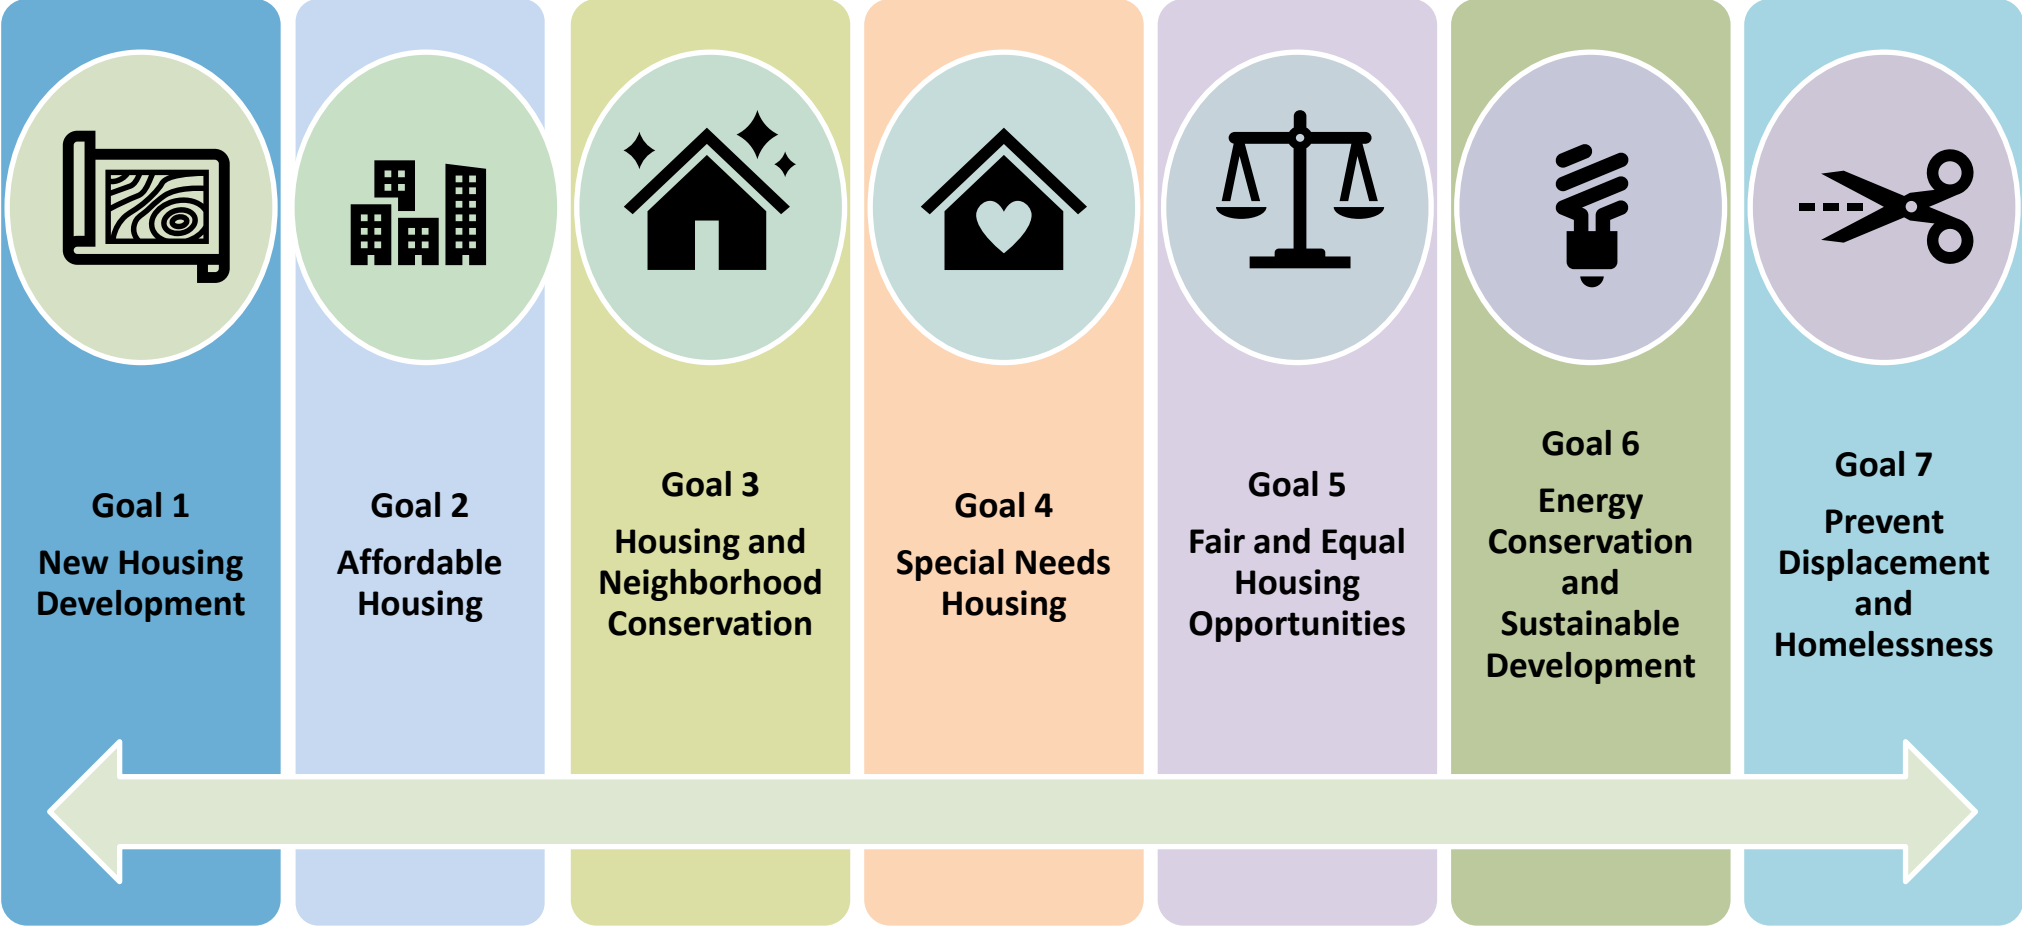 Goal 1
New Housing
Development
Goal 2
Affordable
Housing
Goal 3
Housing and
Neighborhood
Conservation
Goal 4
Special Needs
Housing
Goal 5
Fair and Equal
Housing
Opportunities
Goal 6
Energy
Conservation
and
Sustainable
Development
Goal 7
Prevent
Displacement
and
Homelessness